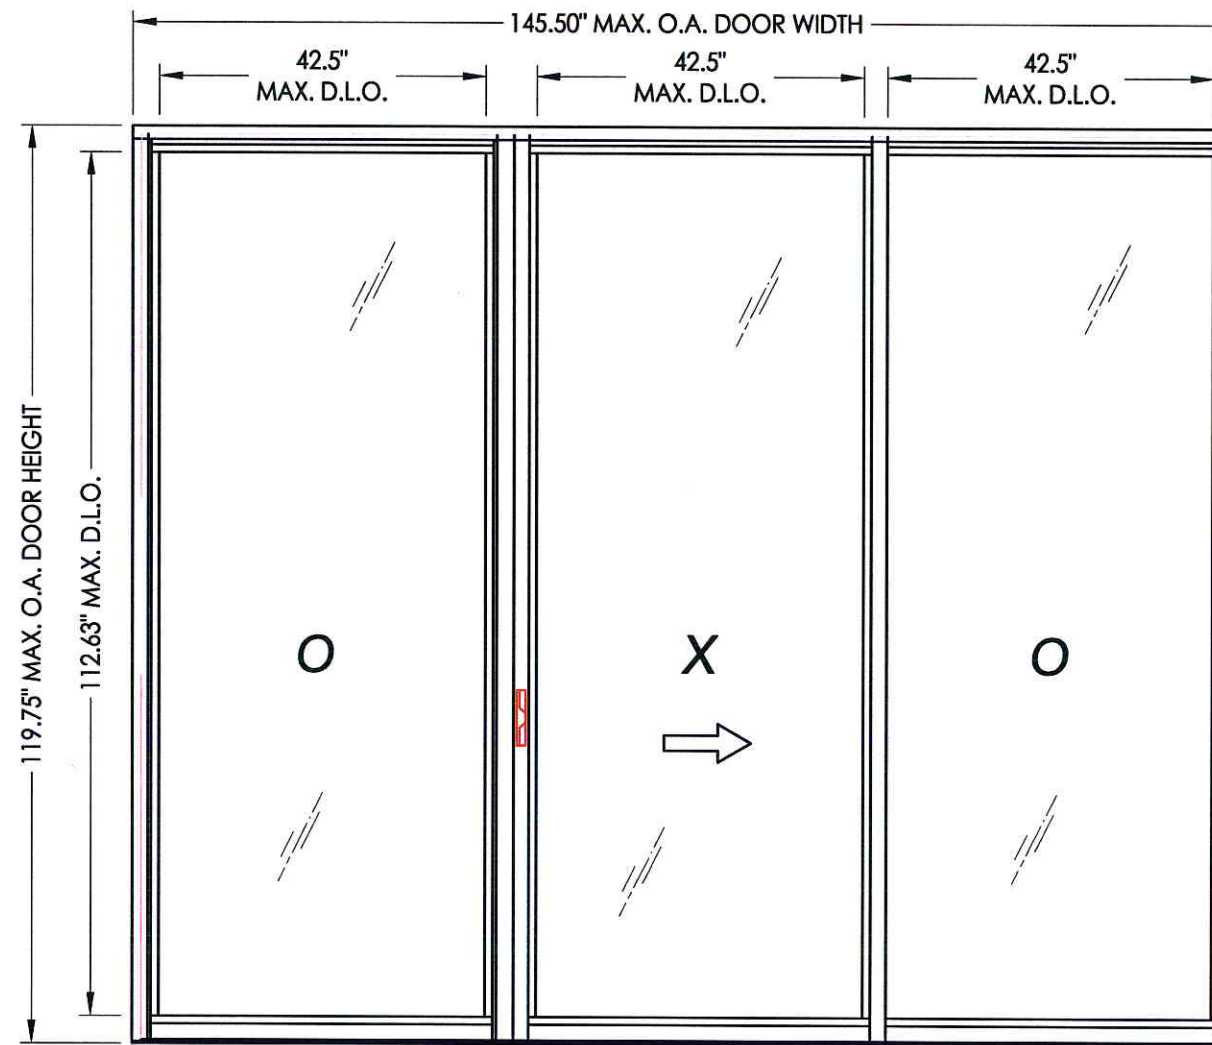 145.50" MAX. O.A. DOOR WIDTH
42.5"
MAX. D.L.O.
42.5"
MAX. D.L.O.
42.5"
MAX. D.L.O.
119.75" MAX. O.A. DOOR HEIGHT
112.63" MAX. D.L.O.
O
X
O